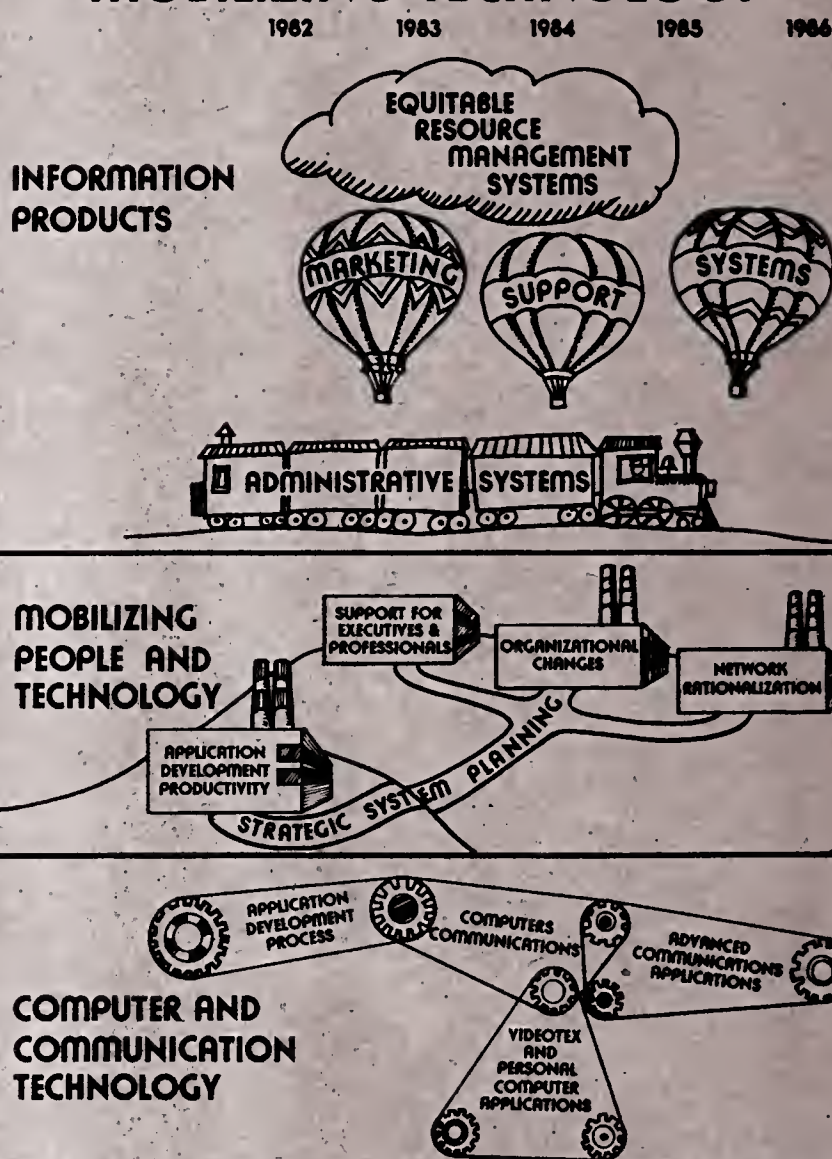 MOBILIZING TECHNOLOGY
1982 1983 1984 1985 1986
INFORMATION
PRODUCTS
EQUITABLE
RESOURCE
MANAGEMENT
SYSTEMS
MARKETING
SUPPORT
SYSTEMS
ADMINISTRATIVE SYSTEMS
MOBILIZING
PEOPLE AND
TECHNOLOGY
SUPPORT FOR
EXECUTIVES &
PROFESSIONALS
ORGANIZATIONAL
CHANGES
NETWORK
RATIONALIZATION
APPLICATION
DEVELOPMENT
PRODUCTIVITY
STRATEGIC SYSTEM PLANNING
COMPUTER AND
COMMUNICATION
TECHNOLOGY
APPLICATION
DEVELOPMENT
PROCESS
COMPUTERS
COMMUNICATIONS
ADVANCED
COMMUNICATIONS
APPLICATIONS
VIDEOTEX
AND
PERSONAL
COMPUTER
APPLICATIONS